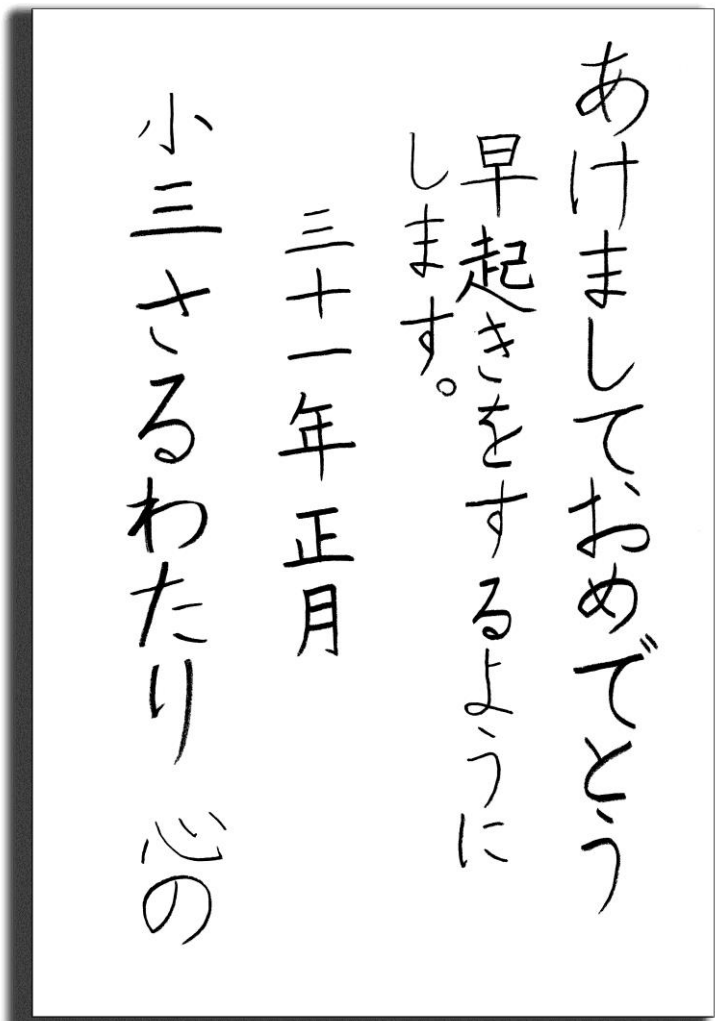 あけましておめでとう
早起きをするように
します。
三十一年正月
小三さるわたり 心の